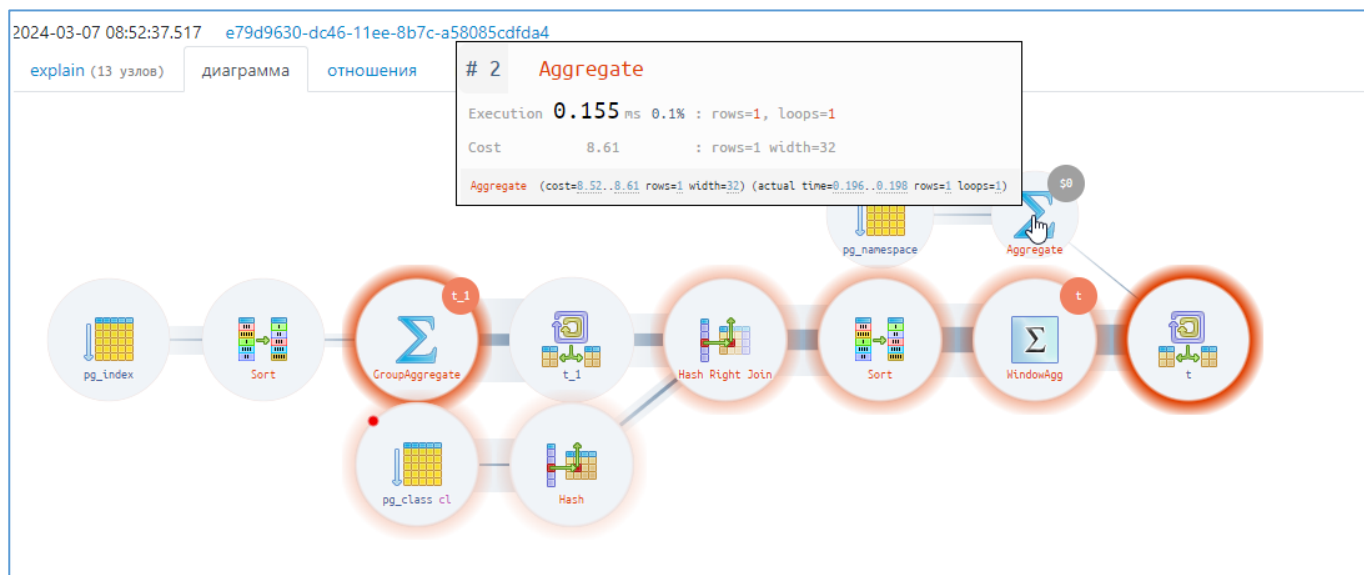 2024-03-07 08:52:37.517 e79d9630-dc46-11ee-8b7c-a58085cdfda4
explain (13 узлов) диаграмма отношения
# 2 Aggregate
Execution 0.155 ms 0.1% : rows=1, loops=1
Cost 8.61 : rows=1 width=32
Aggregate (cost=8.52..8.61 rows=1 width=32) (actual time=0.196..0.198 rows=1 loops=1)
$0
pg_namespace Aggregate
t_1 t
pg_index Sort GroupAggregate t_1 Hash Right Join Sort WindowAgg t
pg_class cl Hash